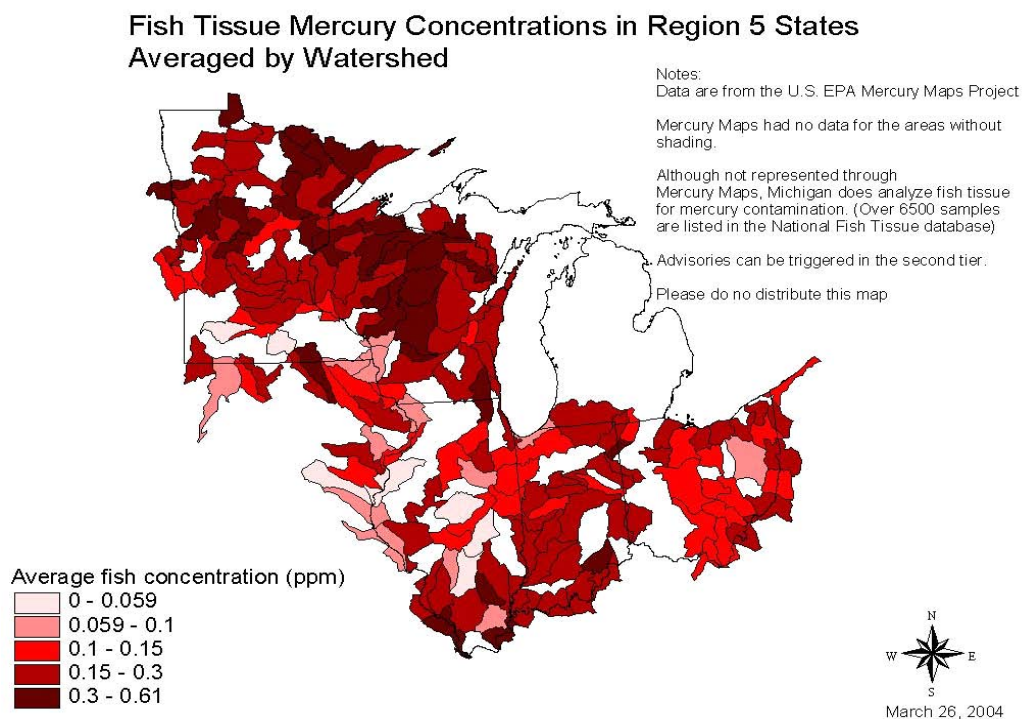 Fish Tissue Mercury Concentrations in Region 5 States
Averaged by Watershed
Notes:
Data are from the U.S. EPA Mercury Maps Project
Mercury Maps had no data for the areas without
shading.
Although not represented through
Mercury Maps, Michigan does analyze fish tissue
for mercury contamination. (Over 6500 samples
are listed in the National Fish Tissue database)
Advisories can be triggered in the second tier.
Please do no distribute this map
Average fish concentration (ppm)
0 - 0.059
0.059 - 0.1
0.1 - 0.15
0.15 - 0.3
0.3 - 0.61
N
W
E
S
March 26, 2004